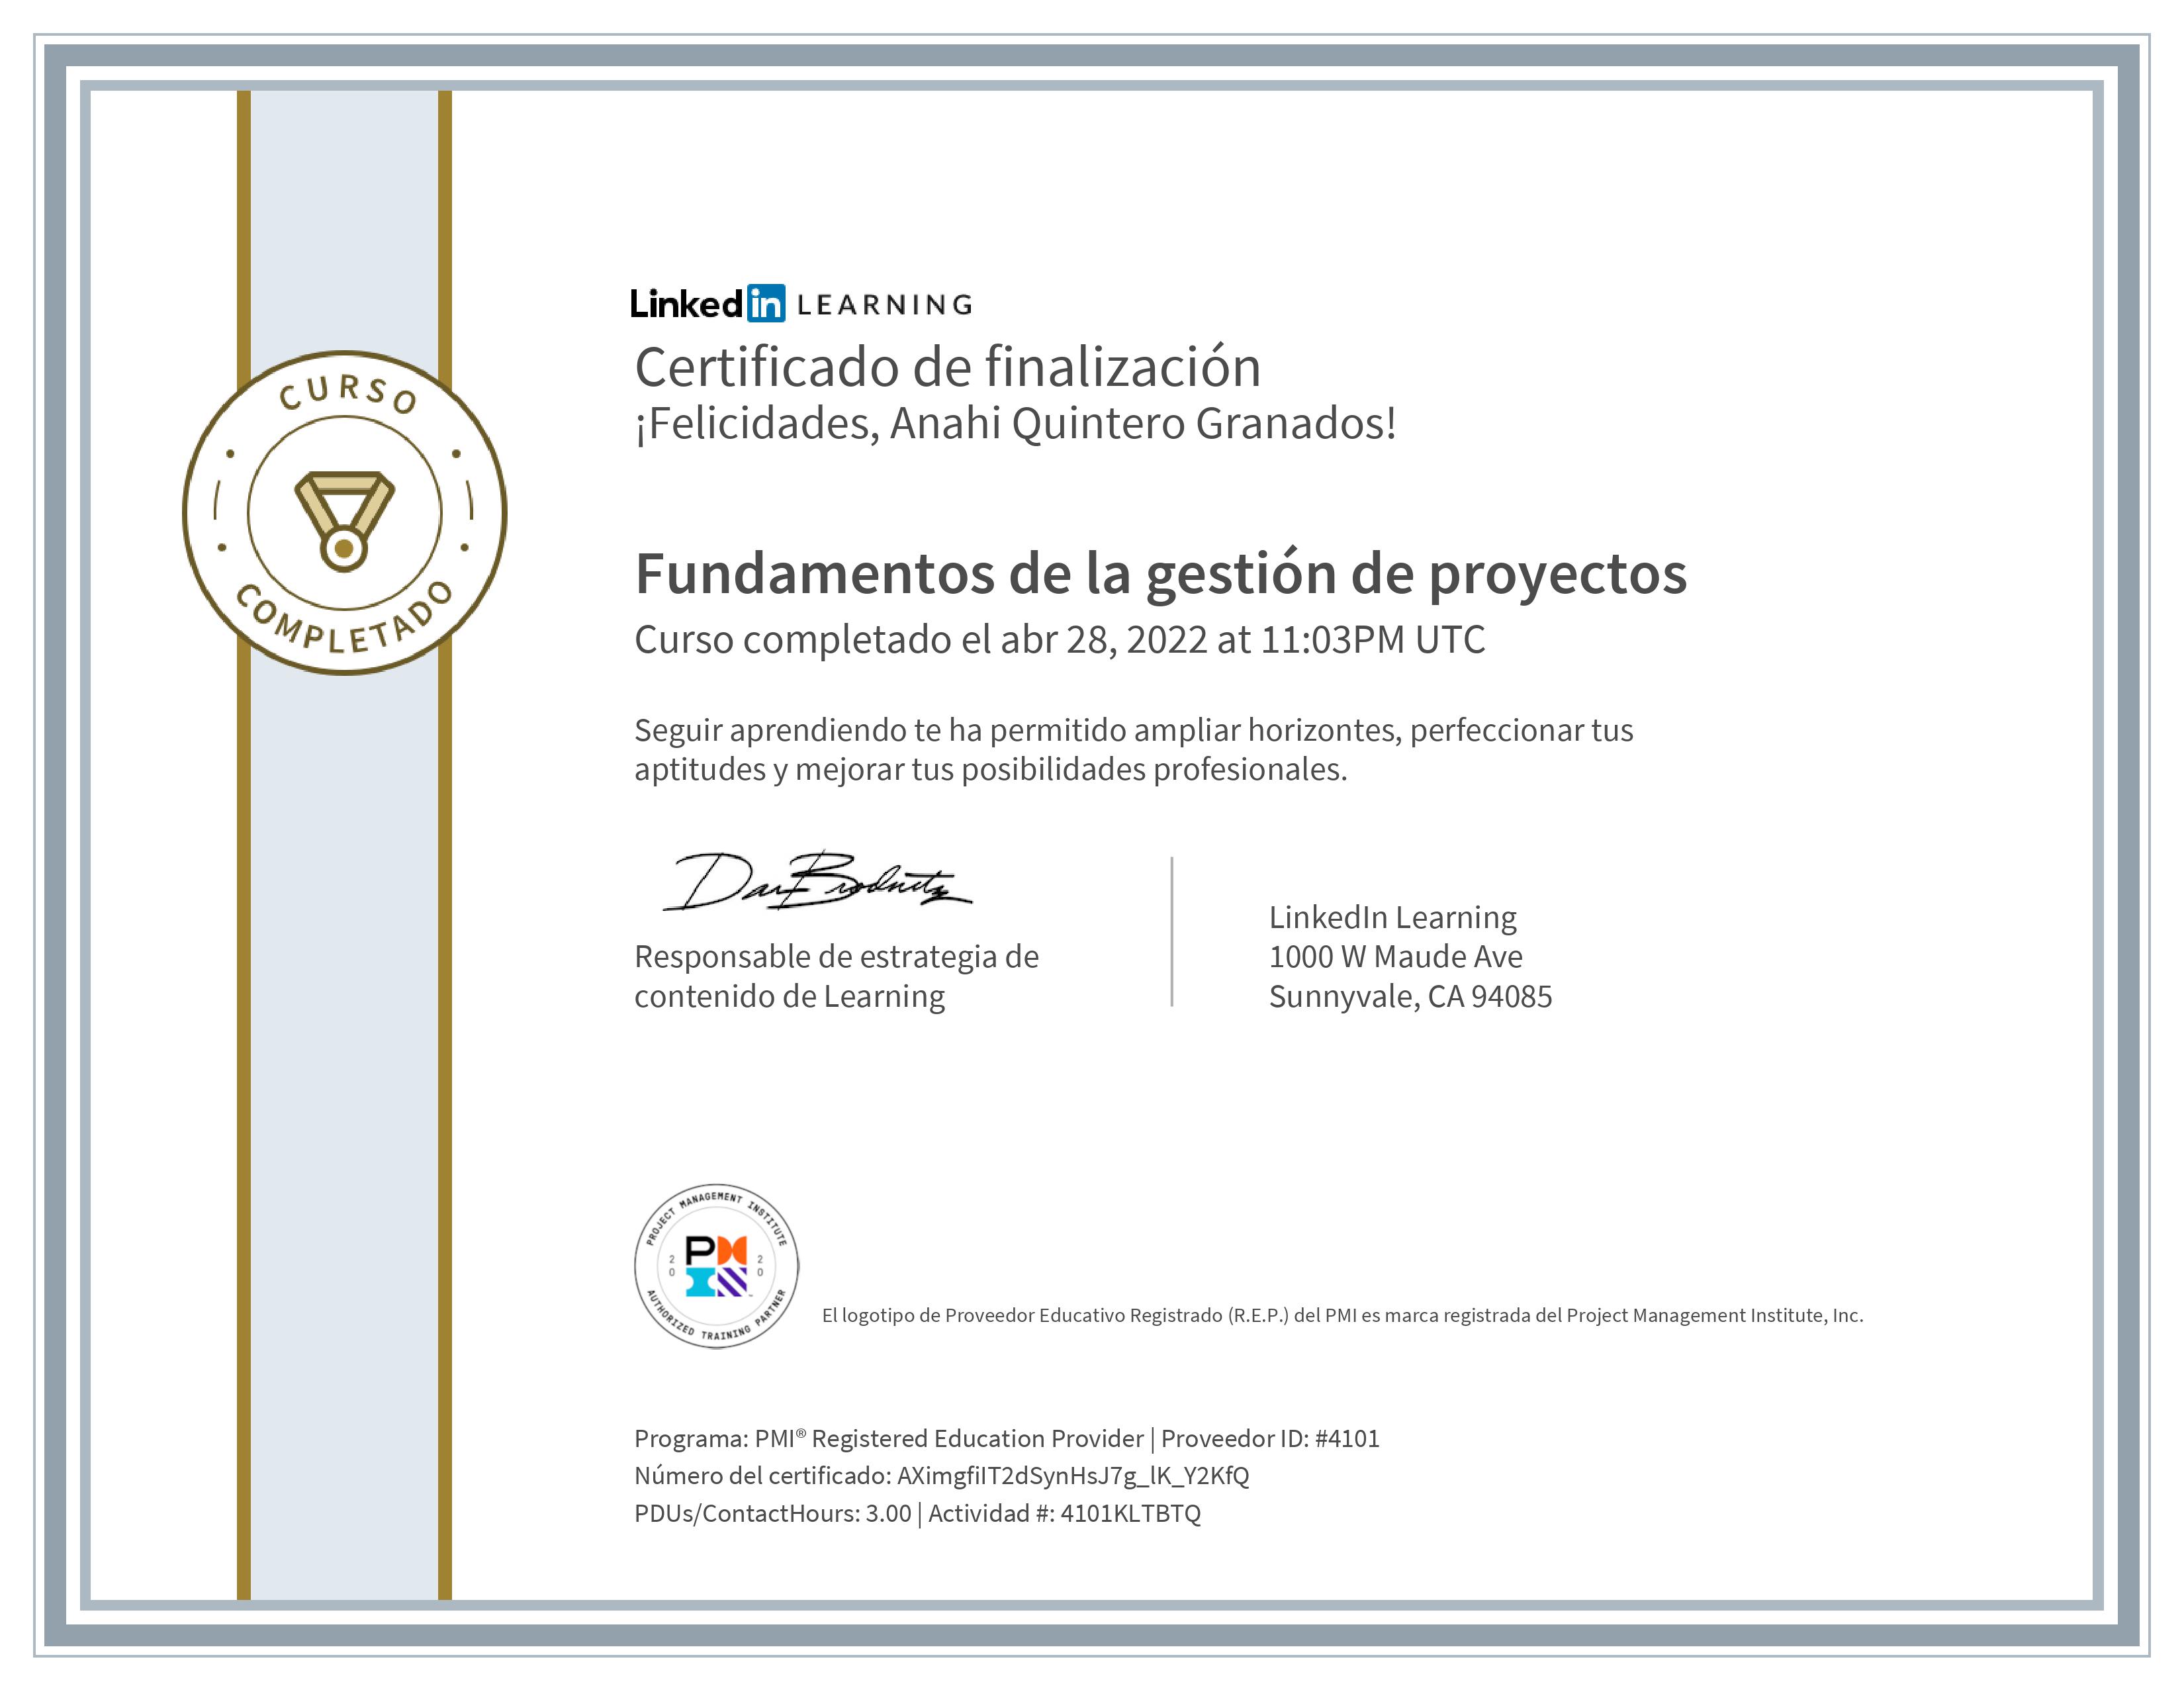 CURSO
COMPLETADO
Linkedin LEARNING
Certificado de finalización
¡Felicidades, Anahi Quintero Granados!
Fundamentos de la gestión de proyectos
Curso completado el abr 28, 2022 at 11:03PM UTC
Seguir aprendiendo te ha permitido ampliar horizontes, perfeccionar tus
aptitudes y mejorar tus posibilidades profesionales.
Dan Brodnitz
Responsable de estrategia de
contenido de Learning
LinkedIn Learning
1000 W Maude Ave
Sunnyvale, CA 94085
PROJECT MANAGEMENT INSTITUTE
20 20
PMI
AUTHORIZED TRAINING PARTNER
El logotipo de Proveedor Educativo Registrado (R.E.P.) del PMI es marca registrada del Project Management Institute, Inc.
Programa: PMI® Registered Education Provider | Proveedor ID: #4101
Número del certificado: AXimgfiIT2dSynHsJ7g_lK_Y2KfQ
PDUs/ContactHours: 3.00 | Actividad #: 4101KLTBTQ